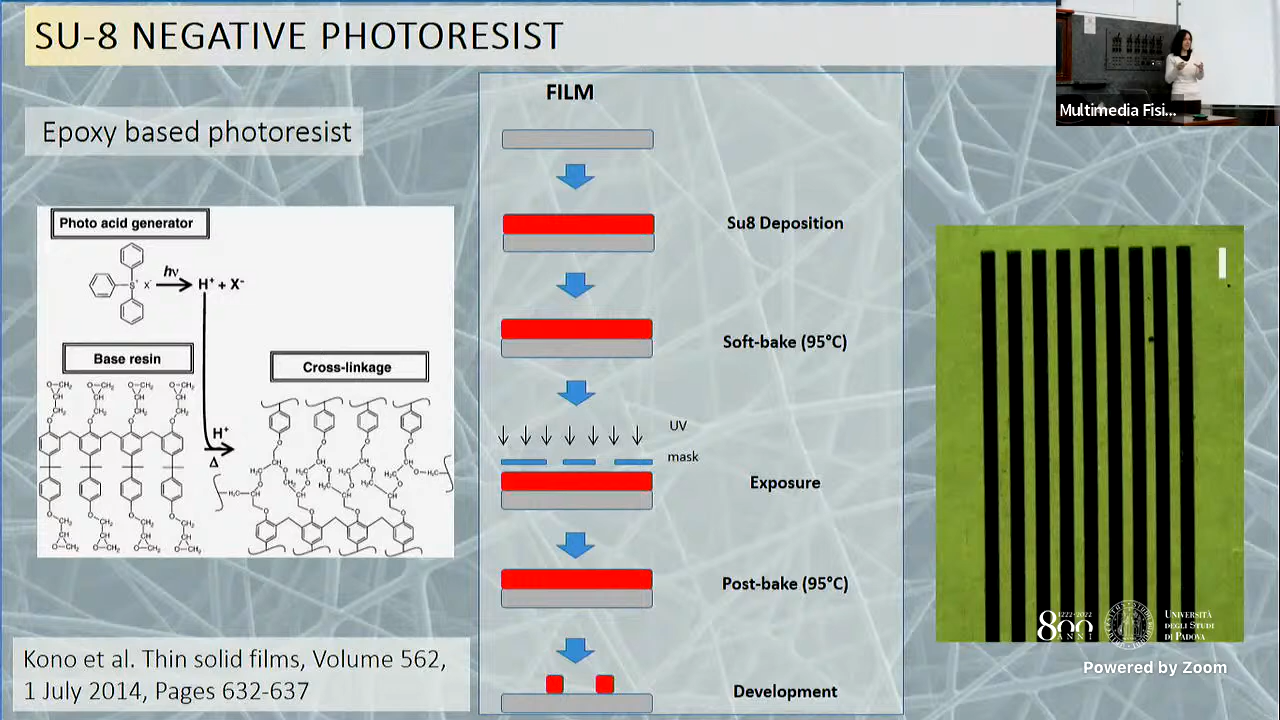 SU-8 NEGATIVE PHOTORESIST
Multimedia Fisi...
Epoxy based photoresist
Photo acid generator
hν
S⁺ X⁻
H⁺ + X⁻
Base resin
Cross-linkage
H⁺
Δ
Kono et al. Thin solid films, Volume 562,
1 July 2014, Pages 632-637
FILM
Su8 Deposition
Soft-bake (95°C)
UV
mask
Exposure
Post-bake (95°C)
Development
1222·2022
800
ANNI
UNIVERSITÀ
DEGLI STUDI
DI PADOVA
Powered by Zoom